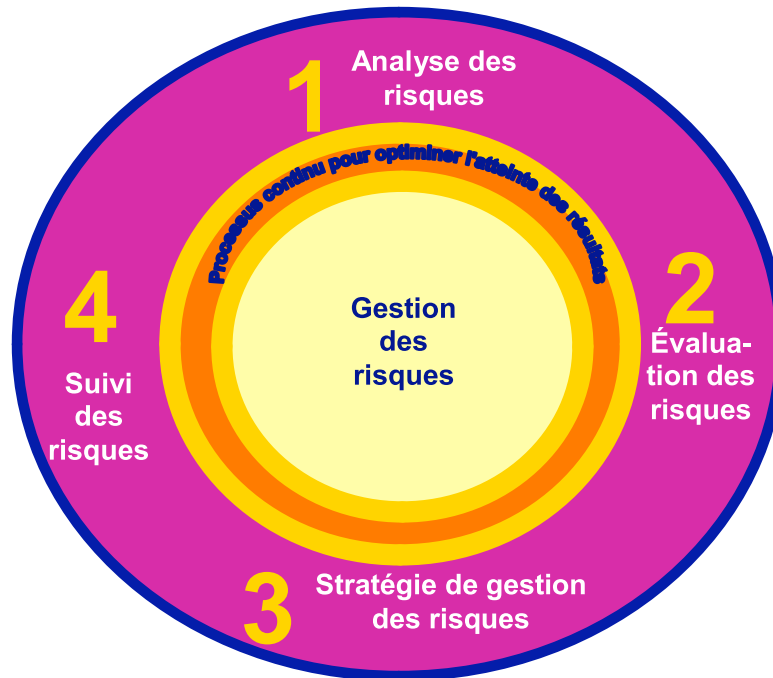 1
Analyse des
risques
Processus continu pour optiminer l'atteinte des résultats
2
Évalua-
tion des
risques
Gestion
des
risques
3
Stratégie de gestion
des risques
4
Suivi
des
risques